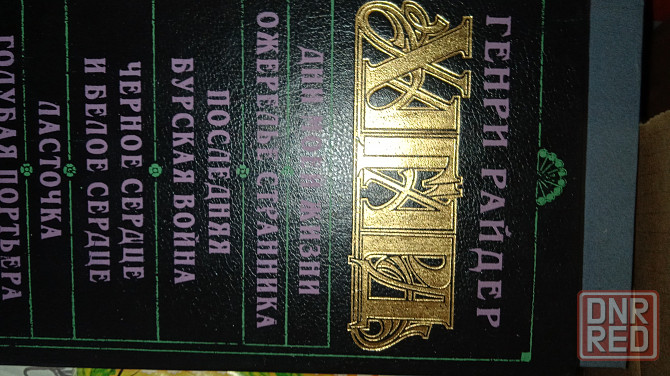 ГЕНРИ РАЙДЕР
ХАГГАРД
ДНИ МОЕЙ ЖИЗНИ
ОЖЕРЕЛЬЕ СТРАННИКА
ПОСЛЕДНЯЯ
БУРСКАЯ ВОЙНА
ЧЕРНОЕ СЕРДЦЕ
И БЕЛОЕ СЕРДЦЕ
ЛАСТОЧКА
ГОЛУБАЯ ПОРТЬЕРА
DNR
RED